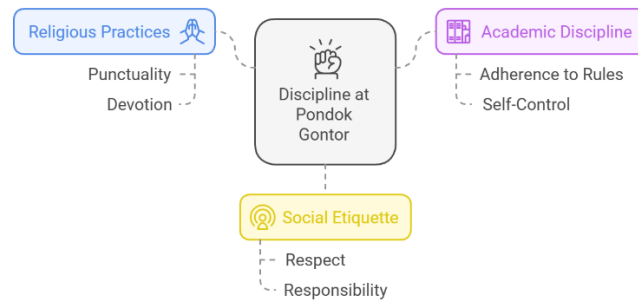 Religious Practices
Punctuality
Devotion
Discipline at
Pondok
Gontor
Academic Discipline
Adherence to Rules
Self-Control
Social Etiquette
Respect
Responsibility